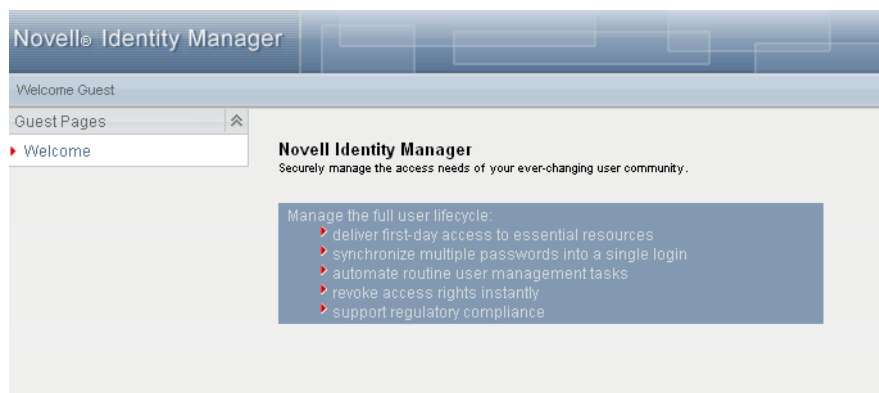 Novell® Identity Manager
Welcome Guest
Guest Pages
Welcome
Novell Identity Manager
Securely manage the access needs of your ever-changing user community.
Manage the full user lifecycle:
deliver first-day access to essential resources
synchronize multiple passwords into a single login
automate routine user management tasks
revoke access rights instantly
support regulatory compliance